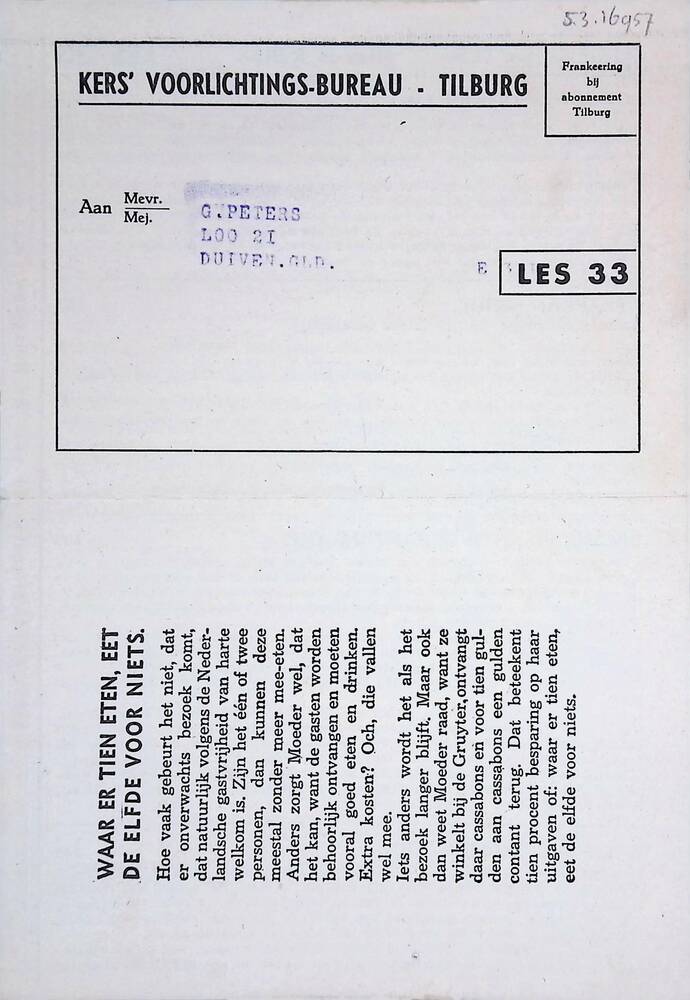 5.3.16957
KERS' VOORLICHTINGS-BUREAU - TILBURG
Frankeering
bij
abonnement
Tilburg
Aan Mevr.
Mej.
G.PETERS
LOO 21
DUIVEN.GLD.
E
LES 33
WAAR ER TIEN ETEN, EET
DE ELFDE VOOR NIETS.
Hoe vaak gebeurt het niet, dat
er onverwachts bezoek komt,
dat natuurlijk volgens de Neder-
landsche gastvrijheid van harte
welkom is. Zijn het één of twee
personen, dan kunnen deze
meestal zonder meer mee-eten.
Anders zorgt Moeder wel, dat
het kan, want de gasten worden
behoorlijk ontvangen en moeten
vooral goed eten en drinken.
Extra kosten? Och, die vallen
wel mee.
Iets anders wordt het als het
bezoek langer blijft. Maar ook
dan weet Moeder raad, want ze
winkelt bij de Gruyter, ontvangt
daar cassabons en voor tien gul-
den aan cassabons een gulden
contant terug. Dat beteekent
tien procent besparing op haar
uitgaven of: waar er tien eten,
eet de elfde voor niets.